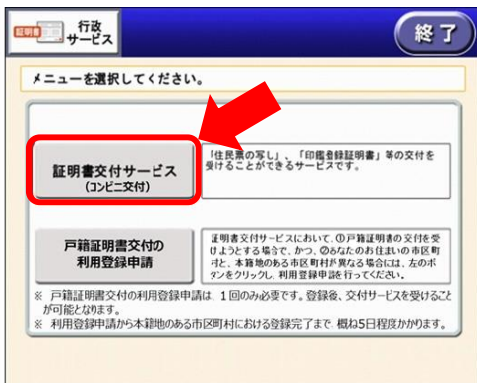 証明書
行政
サービス
終了
メニューを選択してください。
証明書交付サービス
(コンビニ交付)
「住民票の写し」、「印鑑登録証明書」等の交付を
受けることができるサービスです。
戸籍証明書交付の
利用登録申請
証明書交付サービスにおいて、①戸籍証明書の交付を受
けようとする場合で、かつ、②あなたのお住まいの市区町
村と、本籍地のある市区町村が異なる場合には、左のボ
タンをクリックし、利用登録申請を行ってください。
※ 戸籍証明書交付の利用登録申請は、1回のみ必要です。登録後、交付サービスを受けること
が可能となります。
※ 利用登録申請から本籍地のある市区町村における登録完了まで、概ね5日程度かかります。